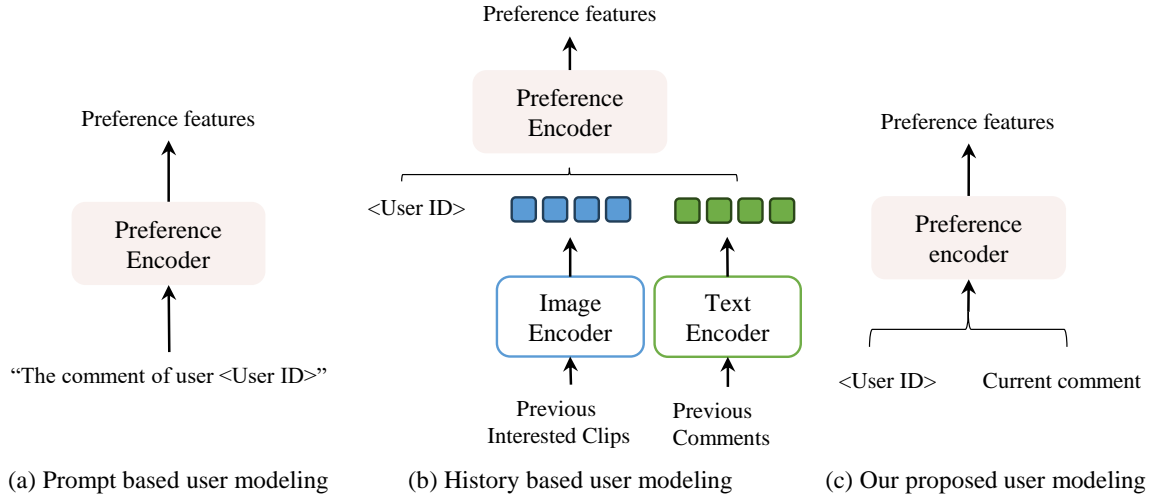 Preference features
Preference
Encoder
“The comment of user <User ID>”
(a) Prompt based user modeling
Preference features
Preference
Encoder
<User ID>
Image
Encoder
Text
Encoder
Previous
Interested Clips
Previous
Comments
(b) History based user modeling
Preference features
Preference
encoder
<User ID>
Current comment
(c) Our proposed user modeling